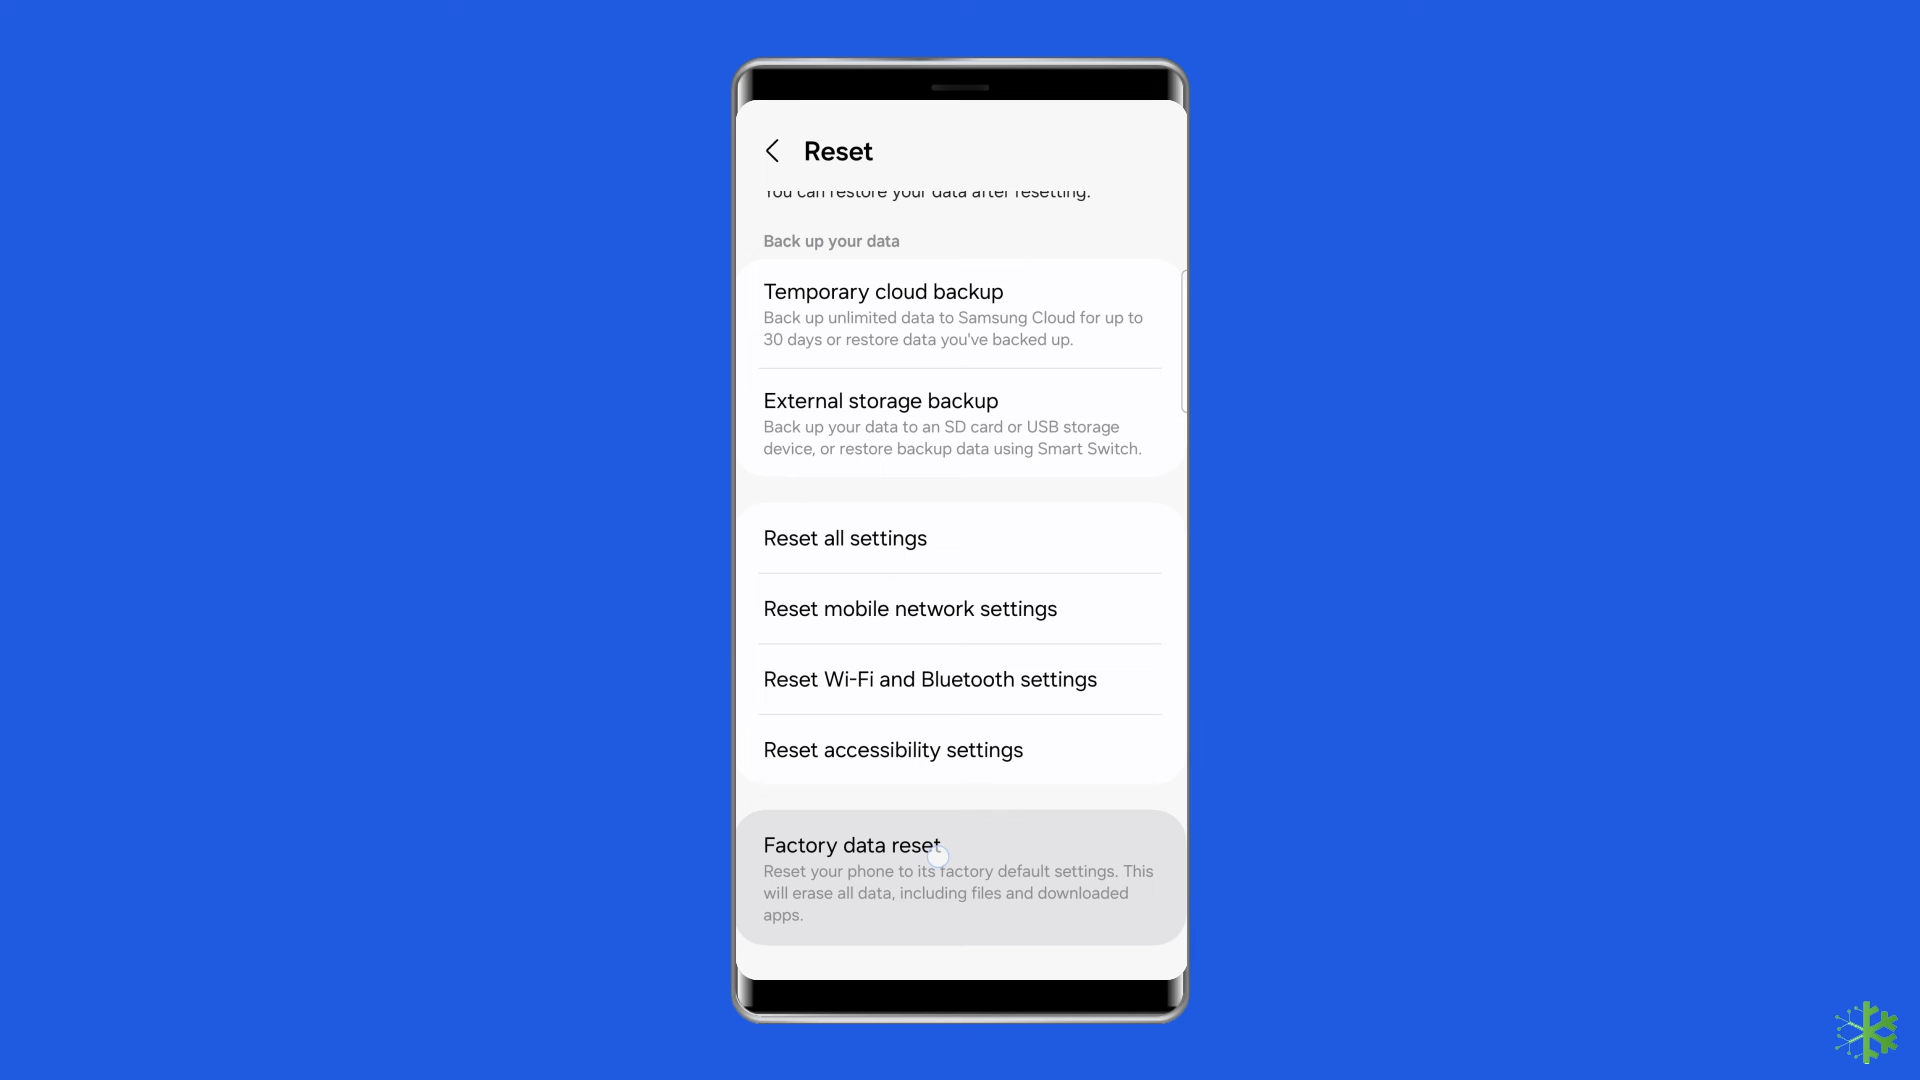 Reset
You can restore your data after resetting.
Back up your data
Temporary cloud backup
Back up unlimited data to Samsung Cloud for up to
30 days or restore data you've backed up.
External storage backup
Back up your data to an SD card or USB storage
device, or restore backup data using Smart Switch.
Reset all settings
Reset mobile network settings
Reset Wi-Fi and Bluetooth settings
Reset accessibility settings
Factory data reset
Reset your phone to its factory default settings. This
will erase all data, including files and downloaded
apps.